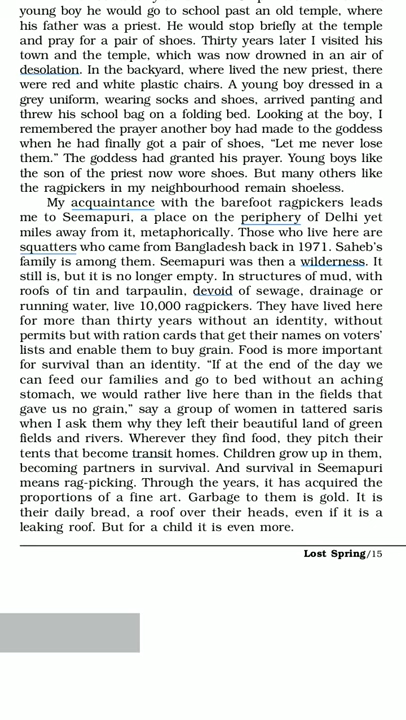 young boy he would go to school past an old temple, where
his father was a priest. He would stop briefly at the temple
and pray for a pair of shoes. Thirty years later I visited his
town and the temple, which was now drowned in an air of
desolation. In the backyard, where lived the new priest, there
were red and white plastic chairs. A young boy dressed in a
grey uniform, wearing socks and shoes, arrived panting and
threw his school bag on a folding bed. Looking at the boy, I
remembered the prayer another boy had made to the goddess
when he had finally got a pair of shoes, “Let me never lose
them.” The goddess had granted his prayer. Young boys like
the son of the priest now wore shoes. But many others like
the ragpickers in my neighbourhood remain shoeless.
My acquaintance with the barefoot ragpickers leads
me to Seemapuri, a place on the periphery of Delhi yet
miles away from it, metaphorically. Those who live here are
squatters who came from Bangladesh back in 1971. Saheb’s
family is among them. Seemapuri was then a wilderness. It
still is, but it is no longer empty. In structures of mud, with
roofs of tin and tarpaulin, devoid of sewage, drainage or
running water, live 10,000 ragpickers. They have lived here
for more than thirty years without an identity, without
permits but with ration cards that get their names on voters’
lists and enable them to buy grain. Food is more important
for survival than an identity. “If at the end of the day we
can feed our families and go to bed without an aching
stomach, we would rather live here than in the fields that
gave us no grain,” say a group of women in tattered saris
when I ask them why they left their beautiful land of green
fields and rivers. Wherever they find food, they pitch their
tents that become transit homes. Children grow up in them,
becoming partners in survival. And survival in Seemapuri
means rag-picking. Through the years, it has acquired the
proportions of a fine art. Garbage to them is gold. It is
their daily bread, a roof over their heads, even if it is a
leaking roof. But for a child it is even more.
Lost Spring/15